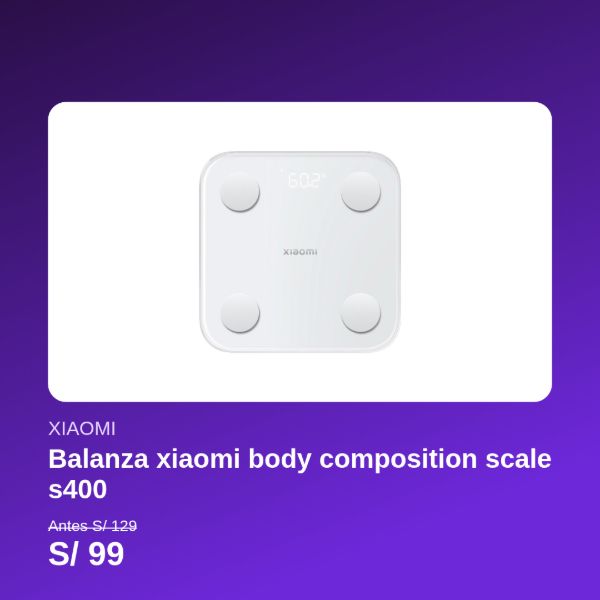 60.2
xiaomi
XIAOMI
Balanza xiaomi body composition scale
s400
Antes S/ 129
S/ 99